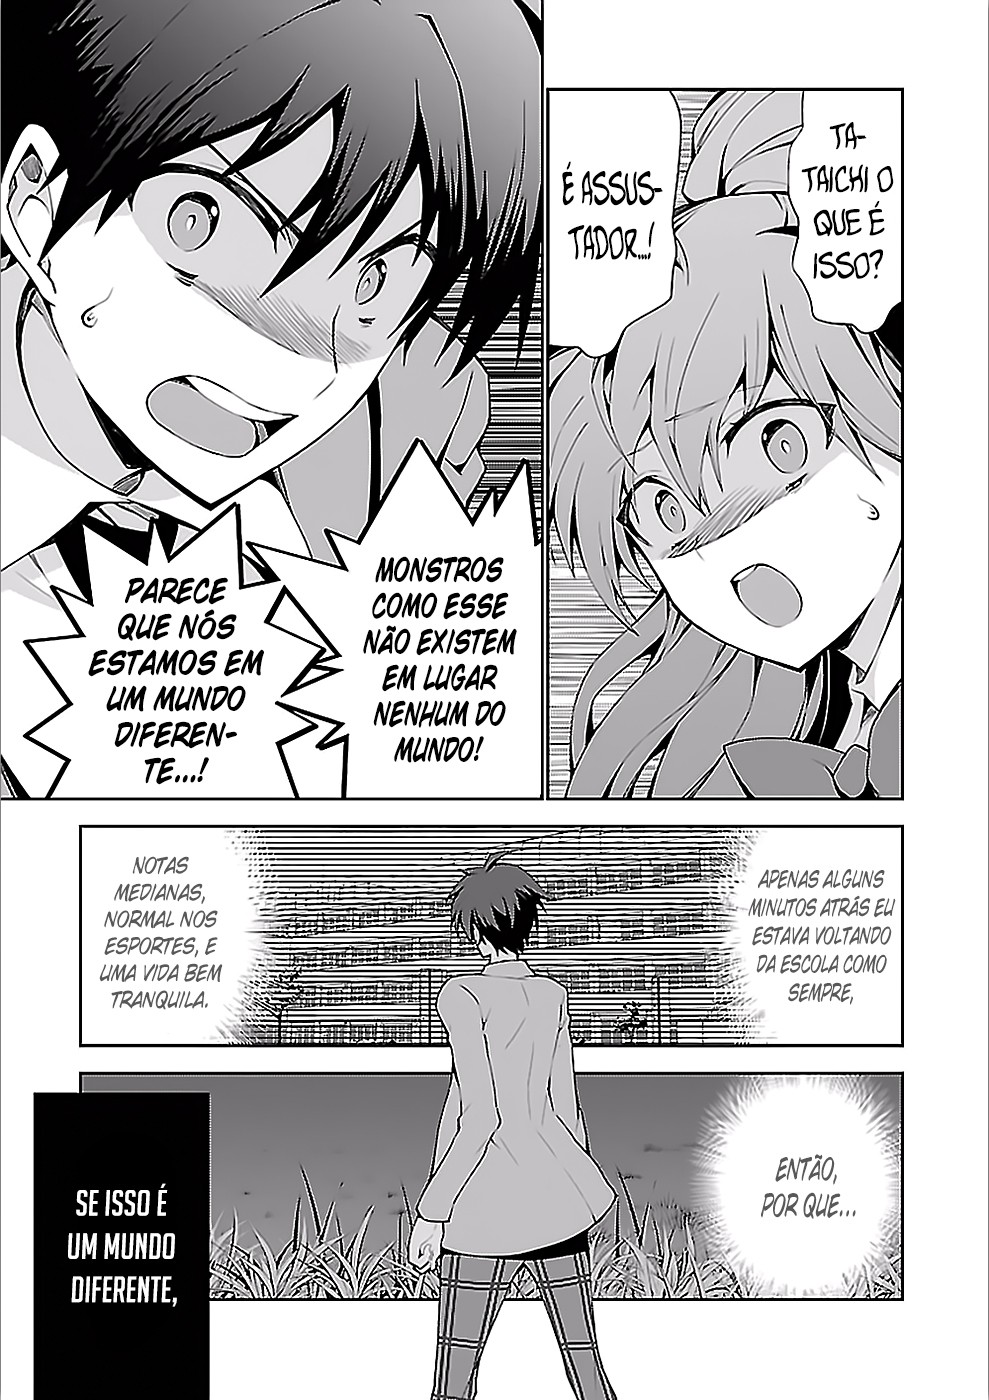 TA-
TAICHI O
QUE É
ISSO?
É ASSUS-
TADOR...!
MONSTROS
COMO ESSE
NÃO EXISTEM
EM LUGAR
NENHUM DO
MUNDO!
PARECE
QUE NÓS
ESTAMOS EM
UM MUNDO
DIFEREN-
TE...!
APENAS ALGUNS
MINUTOS ATRÁS EU
ESTAVA VOLTANDO
DA ESCOLA COMO
SEMPRE,
NOTAS
MEDIANAS,
NORMAL NOS
ESPORTES, E
UMA VIDA BEM
TRANQUILA.
ENTÃO,
POR QUE...
SE ISSO É
UM MUNDO
DIFERENTE,